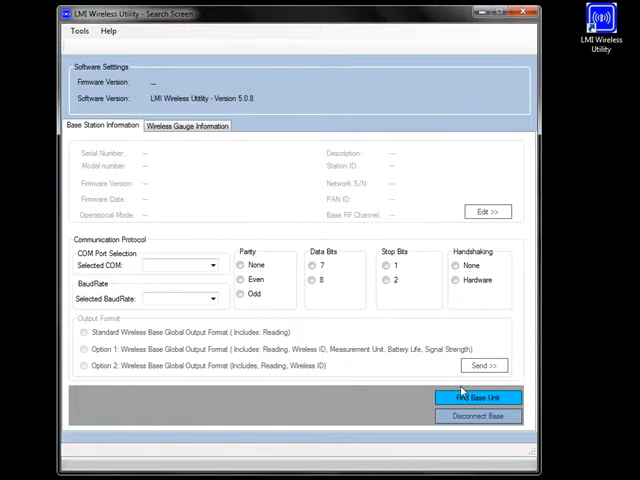 LMI Wireless Utility - Search Screen
Tools Help
LMI Wireless
Utility
Software Setttings
Firmware Version: ...
Software Version: LMI Wireless Utility - Version 5.0.8
Base Station Information Wireless Gauge Information
Serial Number: --- Description: ---
Model number: --- Station ID: ---
Firmware Version: --- Network S/N: ---
Firmware Date: --- PAN ID: ---
Operational Mode: --- Base RF Channel: ---
Edit >>
Communication Protocol
COM Port Selection Parity Data Bits Stop Bits Handshaking
Selected COM: None 7 1 None
BaudRate Even 8 2 Hardware
Selected BaudRate: Odd
Output Format
Standard Wireless Base Global Output Format ( Includes: Reading)
Option 1: Wireless Base Global Output Format ( Includes: Reading, Wireless ID, Measurement Unit, Battery Life, Signal Strength)
Option 2: Wireless Base Global Output Format (Includes, Reading, Wireless ID)
Send >>
Find Base Unit
Disconnect Base